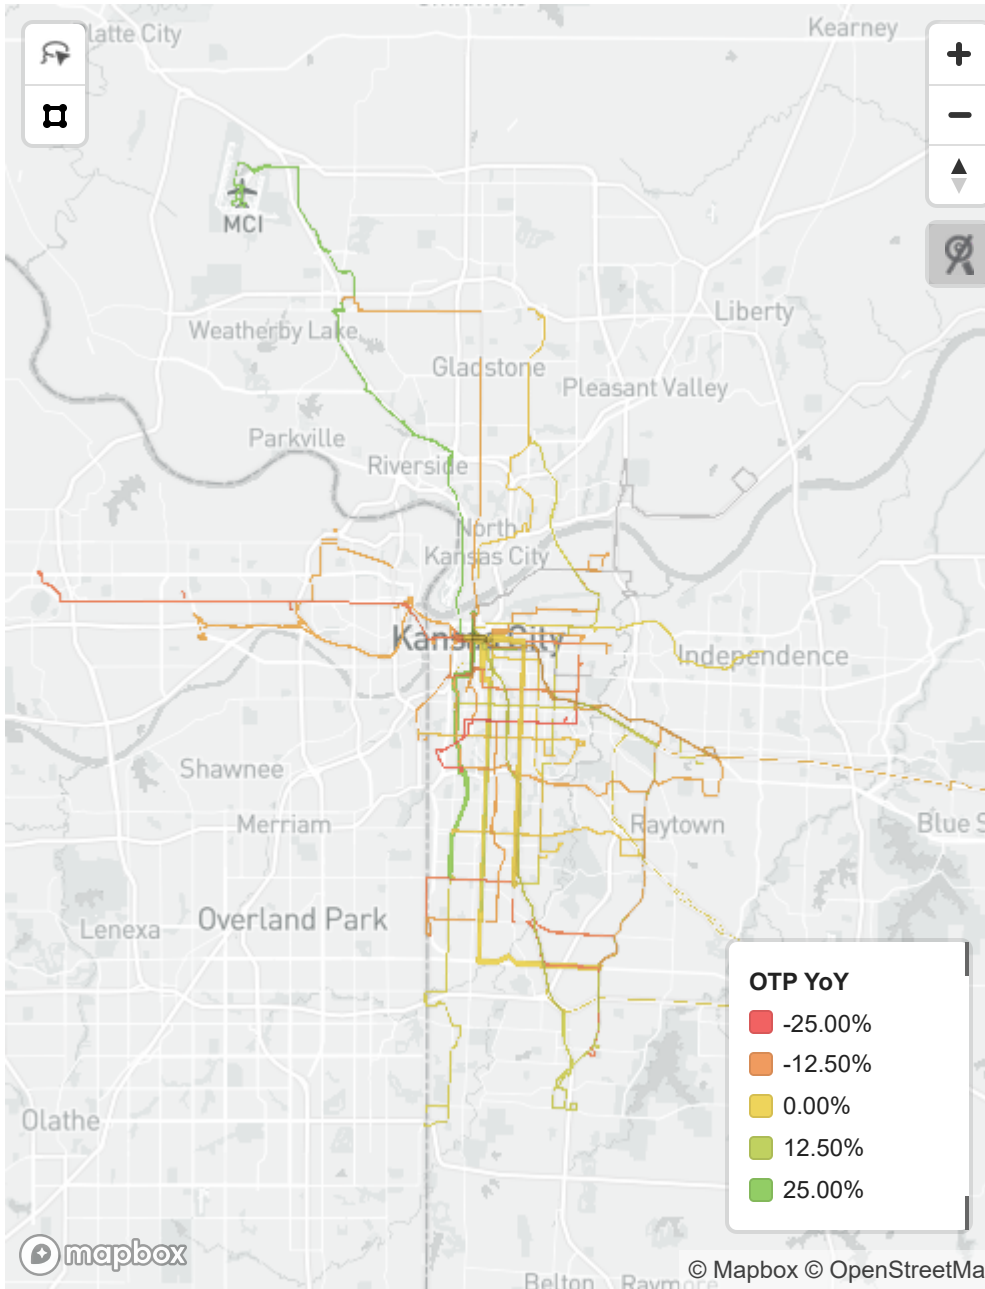 Platte City
Kearney
MCI
Weatherby Lake
Liberty
Gladstone
Pleasant Valley
Parkville
Riverside
North
Kansas City
Kansas City
Independence
Shawnee
Merriam
Raytown
Blue S
Overland Park
Lenexa
OTP YoY
-25.00%
-12.50%
0.00%
12.50%
25.00%
Olathe
mapbox
© Mapbox © OpenStreetMa
Belton
Raymore